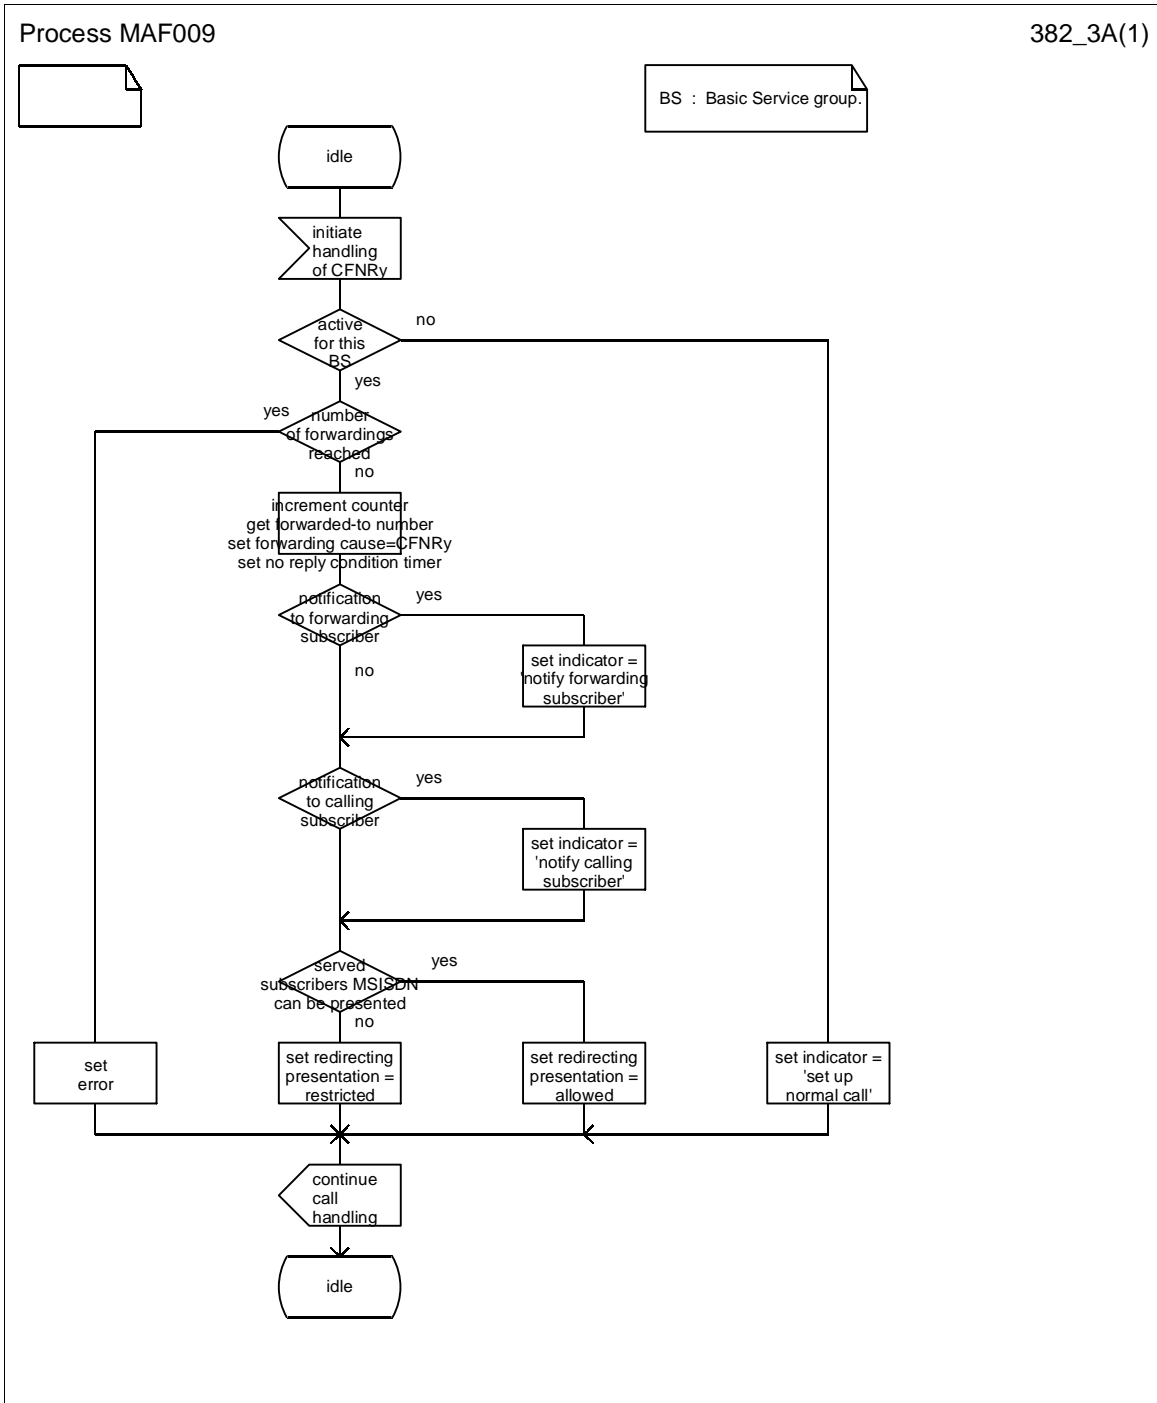 Process MAF009
382_3A(1)
BS : Basic Service group.
idle
initiate
handling
of CFNRy
active
for this
BS
no
yes
yes
number
of forwardings
reached
no
increment counter
get forwarded-to number
set forwarding cause=CFNRy
set no reply condition timer
notification
to forwarding
subscriber
yes
no
set indicator =
'notify forwarding
subscriber'
notification
to calling
subscriber
yes
set indicator =
'notify calling
subscriber'
served
subscribers MSISDN
can be presented
yes
no
set
error
set redirecting
presentation =
restricted
set redirecting
presentation =
allowed
set indicator =
'set up
normal call'
continue
call
handling
idle